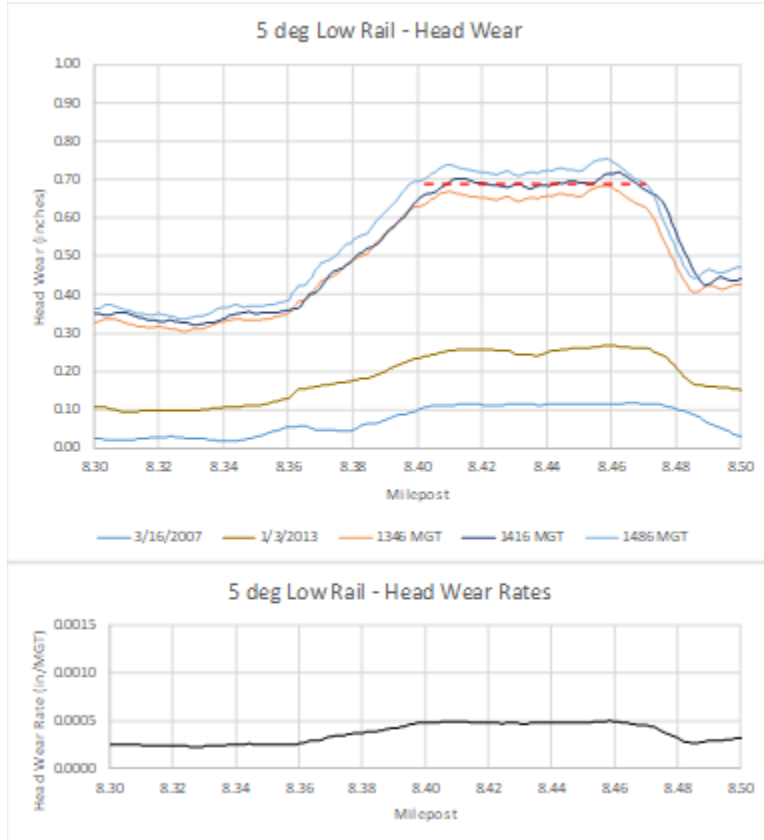 5 deg Low Rail - Head Wear
Head Wear (inches)
1.00
0.90
0.80
0.70
0.60
0.50
0.40
0.30
0.20
0.10
0.00
8.30 8.32 8.34 8.36 8.38 8.40 8.42 8.44 8.46 8.48 8.50
Milepost
3/16/2007 1/3/2013 1346 MGT 1416 MGT 1486 MGT
5 deg Low Rail - Head Wear Rates
Head Wear Rate (in/MGT)
0.0015
0.0010
0.0005
0.0000
8.30 8.32 8.34 8.36 8.38 8.40 8.42 8.44 8.46 8.48 8.50
Milepost